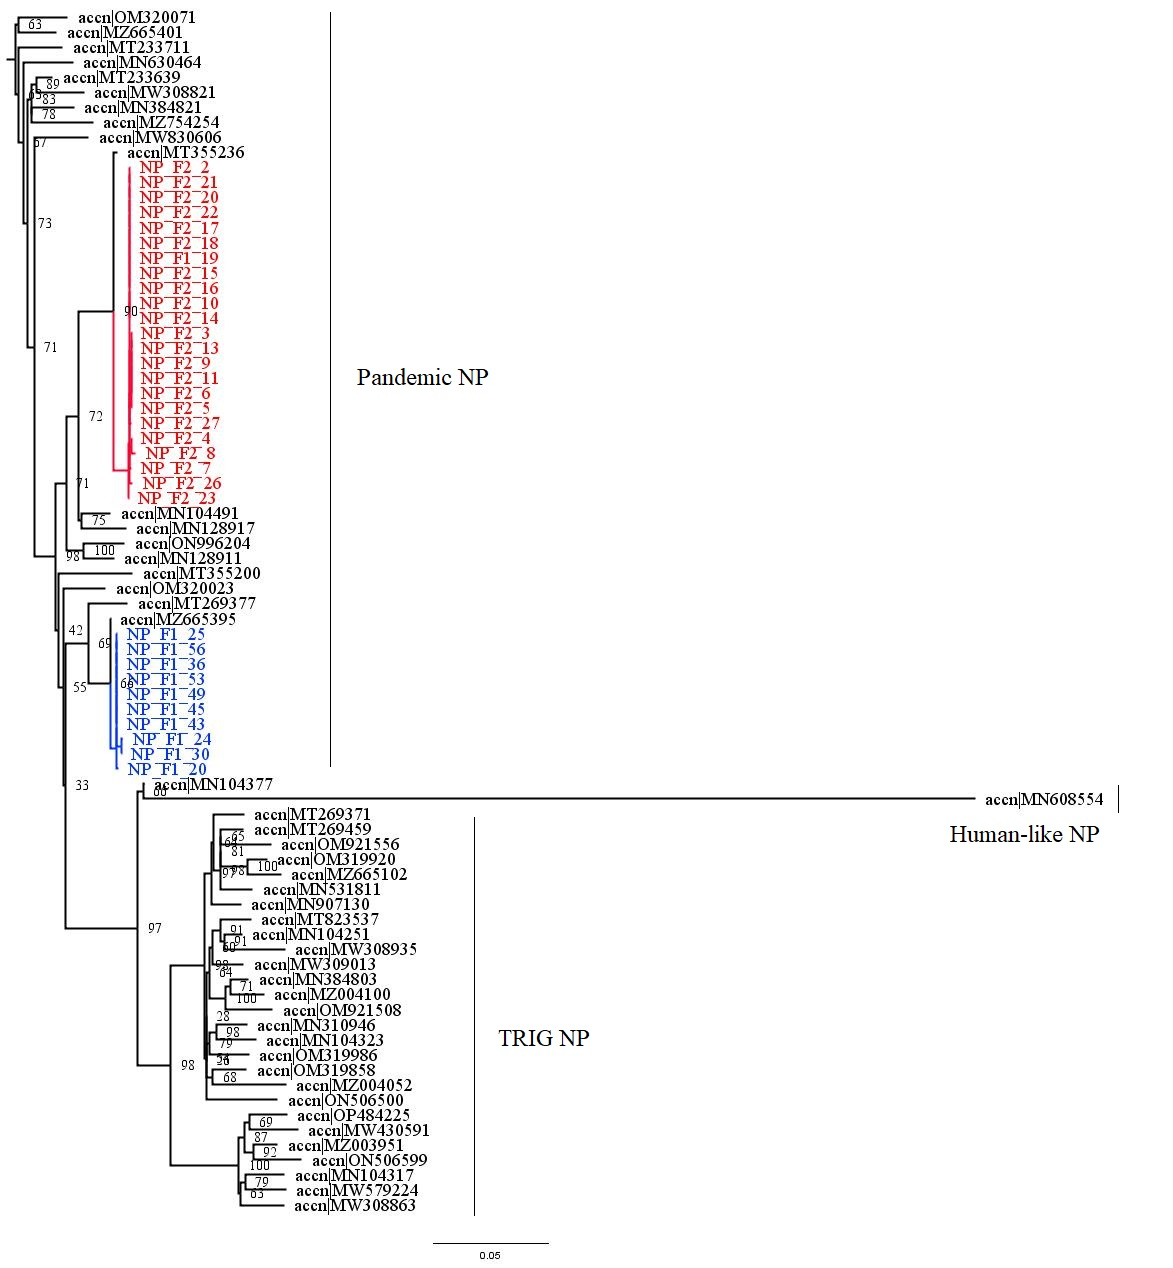 accn|OM320071
63
accn|MZ665401
accn|MT233711
accn|MN630464
accn|MT233639
89
accn|MW308821
63
83
accn|MN384821
78
accn|MZ754254
accn|MW830606
67
accn|MT355236
NP_F2_2
NP_F2_21
NP_F2_20
NP_F2_22
73
NP_F2_17
NP_F2_18
NP_F1_19
NP_F2_15
NP_F2_16
NP_F2_10
90
NP_F2_14
NP_F2_3
71
NP_F2_13
NP_F2_9
NP_F2_11
Pandemic NP
NP_F2_6
NP_F2_5
72
NP_F2_27
NP_F2_4
NP_F2_8
NP_F2_7
71
NP_F2_26
NP_F2_23
accn|MN104491
75
accn|MN128917
accn|ON996204
98
100
accn|MN128911
accn|MT355200
accn|OM320023
accn|MT269377
accn|MZ665395
42
NP_F1_25
69
NP_F1_56
NP_F1_36
NP_F1_53
55
66
NP_F1_49
NP_F1_45
NP_F1_43
NP_F1_24
NP_F1_30
NP_F1_20
33
accn|MN104377
60
accn|MN608554
accn|MT269371
accn|MT269459
65
Human-like NP
accn|OM921556
81
accn|OM319920
97
98
100
accn|MZ665102
accn|MN531811
accn|MN907130
accn|MT823537
97
91
accn|MN104251
60
91
accn|MW308935
98
accn|MW309013
64
accn|MN384803
71
accn|MZ004100
100
accn|OM921508
28
accn|MN310946
98
accn|MN104323
TRIG NP
79
accn|OM319986
accn|OM319858
98
68
accn|MZ004052
accn|ON506500
accn|OP484225
69
accn|MW430591
87
accn|MZ003951
92
accn|ON506599
100
accn|MN104317
79
accn|MW579224
63
accn|MW308863
0.05